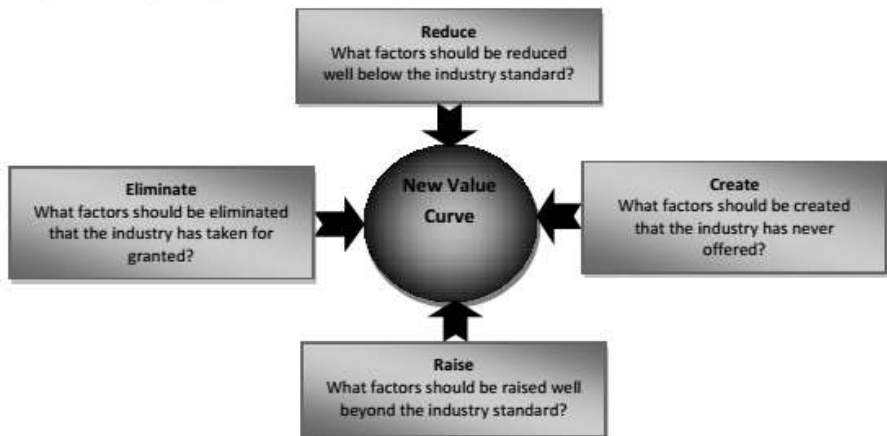 Reduce
What factors should be reduced
well below the industry standard?
Eliminate
What factors should be eliminated
that the industry has taken for
granted?
New Value
Curve
Create
What factors should be created
that the industry has never
offered?
Raise
What factors should be raised well
beyond the industry standard?